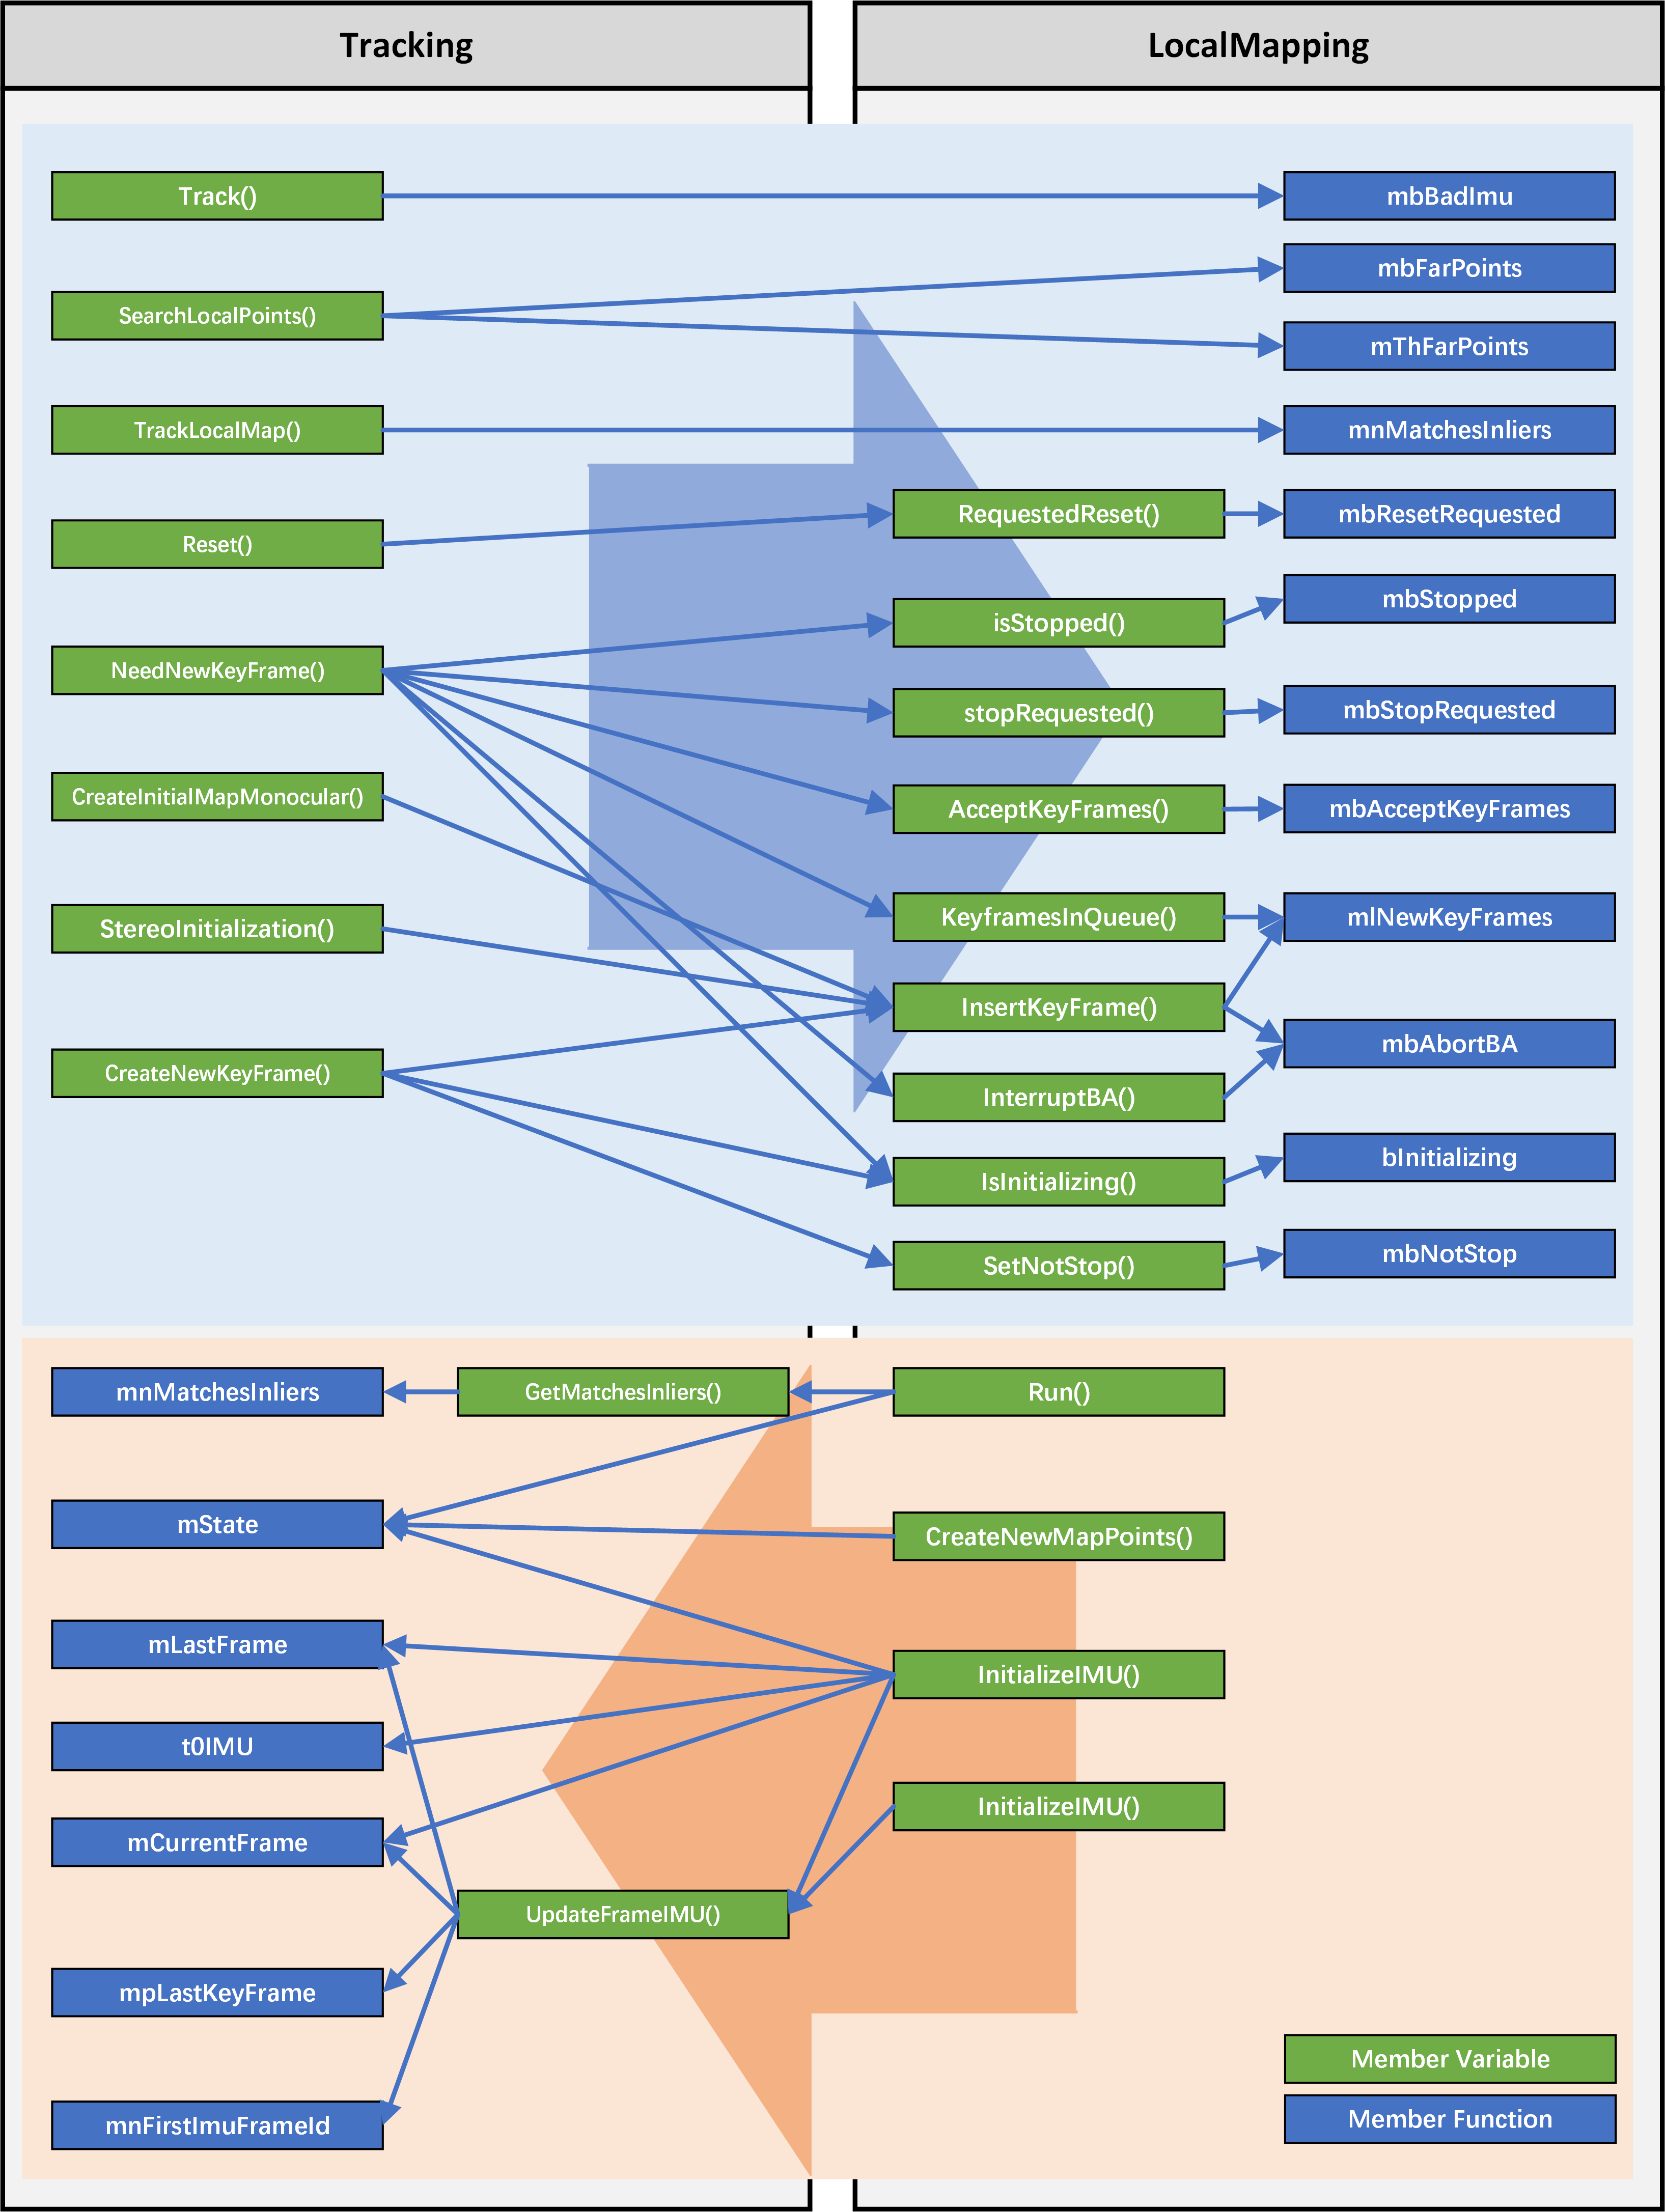 Tracking
LocalMapping
Track()
mbBadImu
mbFarPoints
SearchLocalPoints()
mThFarPoints
TrackLocalMap()
mnMatchesInliers
RequestedReset()
mbResetRequested
Reset()
isStopped()
mbStopped
NeedNewKeyFrame()
stopRequested()
mbStopRequested
CreateInitialMapMonocular()
AcceptKeyFrames()
mbAcceptKeyFrames
StereoInitialization()
KeyframesInQueue()
mlNewKeyFrames
InsertKeyFrame()
mbAbortBA
CreateNewKeyFrame()
InterruptBA()
IsInitializing()
bInitializing
SetNotStop()
mbNotStop
mnMatchesInliers
GetMatchesInliers()
Run()
mState
CreateNewMapPoints()
mLastFrame
InitializeIMU()
t0IMU
InitializeIMU()
mCurrentFrame
UpdateFrameIMU()
mpLastKeyFrame
Member Variable
mnFirstImuFrameId
Member Function